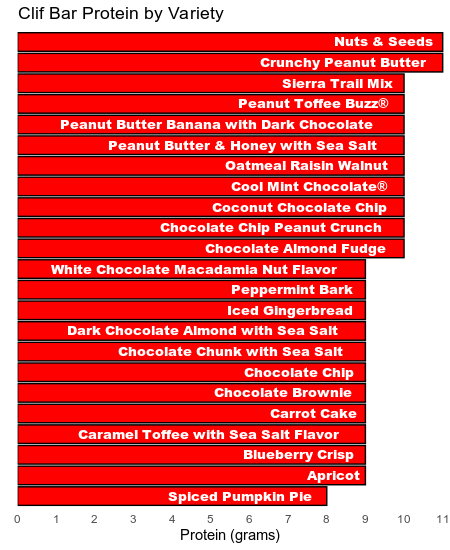 Clif Bar Protein by Variety
Nuts & Seeds
Crunchy Peanut Butter
Sierra Trail Mix
Peanut Toffee Buzz®
Peanut Butter Banana with Dark Chocolate
Peanut Butter & Honey with Sea Salt
Oatmeal Raisin Walnut
Cool Mint Chocolate®
Coconut Chocolate Chip
Chocolate Chip Peanut Crunch
Chocolate Almond Fudge
White Chocolate Macadamia Nut Flavor
Peppermint Bark
Iced Gingerbread
Dark Chocolate Almond with Sea Salt
Chocolate Chunk with Sea Salt
Chocolate Chip
Chocolate Brownie
Carrot Cake
Caramel Toffee with Sea Salt Flavor
Blueberry Crisp
Apricot
Spiced Pumpkin Pie
0 1 2 3 4 5 6 7 8 9 10 11
Protein (grams)